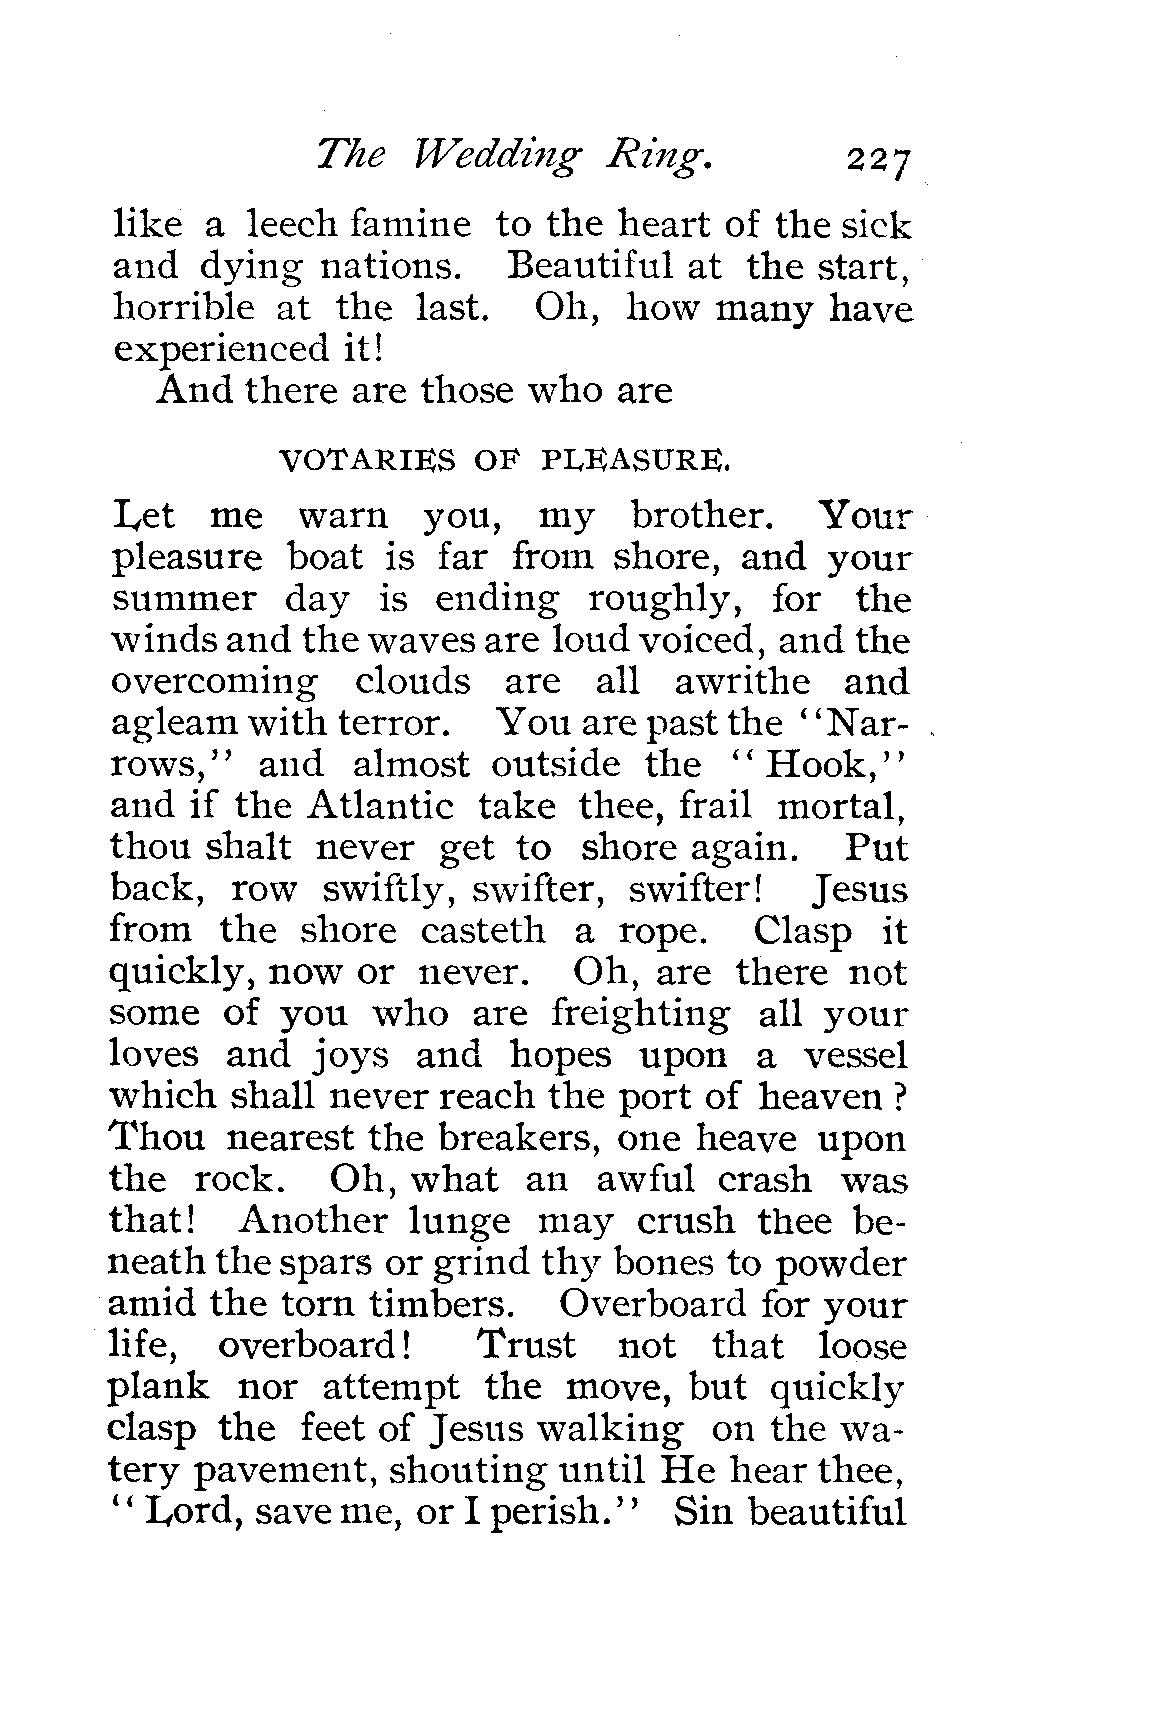 The Wedding Ring. 227
like a leech famine to the heart of the sick
and dying nations. Beautiful at the start,
horrible at the last. Oh, how many have
experienced it!
And there are those who are
VOTARIES OF PLEASURE.
Let me warn you, my brother. Your
pleasure boat is far from shore, and your
summer day is ending roughly, for the
winds and the waves are loud voiced, and the
overcoming clouds are all awrithe and
agleam with terror. You are past the "Nar-
rows," and almost outside the "Hook,"
and if the Atlantic take thee, frail mortal,
thou shalt never get to shore again. Put
back, row swiftly, swifter, swifter! Jesus
from the shore casteth a rope. Clasp it
quickly, now or never. Oh, are there not
some of you who are freighting all your
loves and joys and hopes upon a vessel
which shall never reach the port of heaven?
Thou nearest the breakers, one heave upon
the rock. Oh, what an awful crash was
that! Another lunge may crush thee be-
neath the spars or grind thy bones to powder
amid the torn timbers. Overboard for your
life, overboard! Trust not that loose
plank nor attempt the move, but quickly
clasp the feet of Jesus walking on the wa-
tery pavement, shouting until He hear thee,
"Lord, save me, or I perish." Sin beautiful